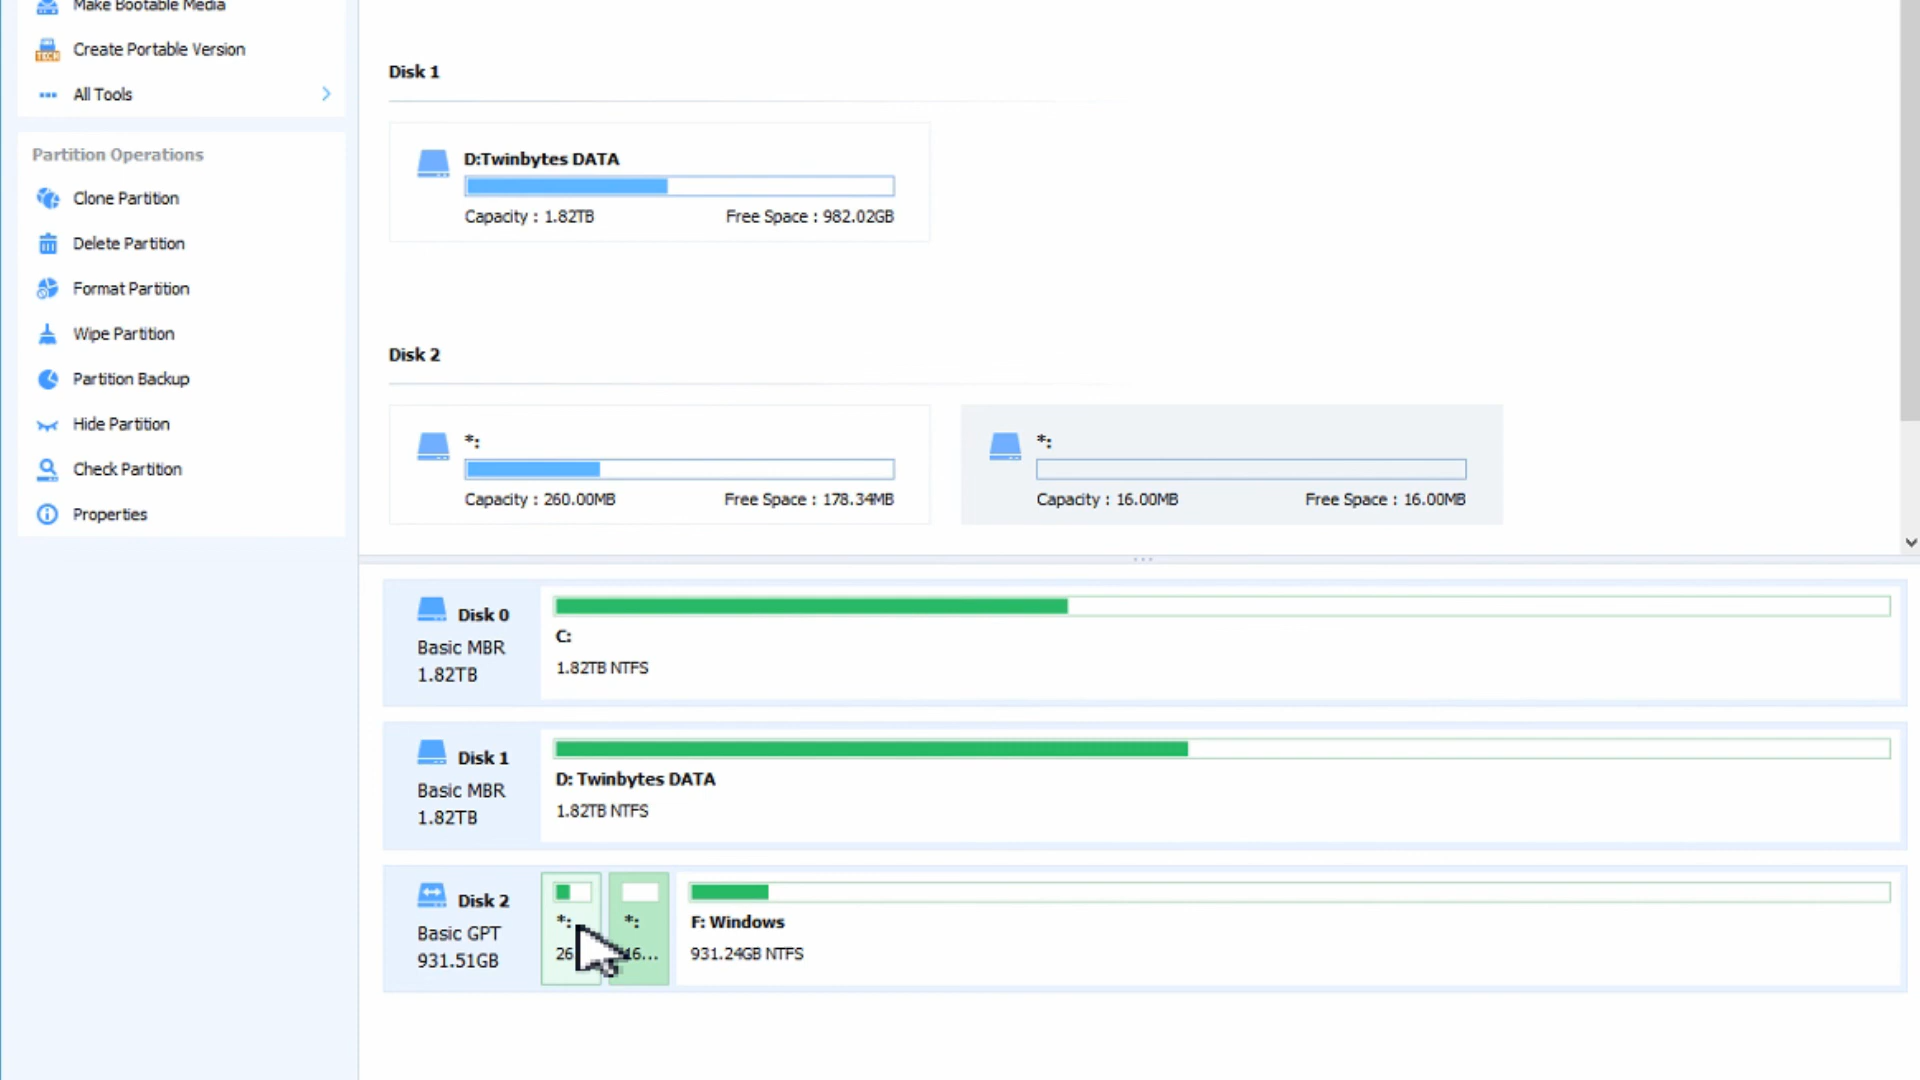 Make Bootable Media
TECH
Create Portable Version
All Tools
Partition Operations
Clone Partition
Delete Partition
Format Partition
Wipe Partition
Partition Backup
Hide Partition
Check Partition
Properties
Disk 1
D:Twinbytes DATA
Capacity : 1.82TB Free Space : 982.02GB
Disk 2
*:
Capacity : 260.00MB Free Space : 178.34MB
*:
Capacity : 16.00MB Free Space : 16.00MB
Disk 0
Basic MBR
1.82TB
C:
1.82TB NTFS
Disk 1
Basic MBR
1.82TB
D: Twinbytes DATA
1.82TB NTFS
Disk 2
Basic GPT
931.51GB
*:
*:
F: Windows
931.24GB NTFS